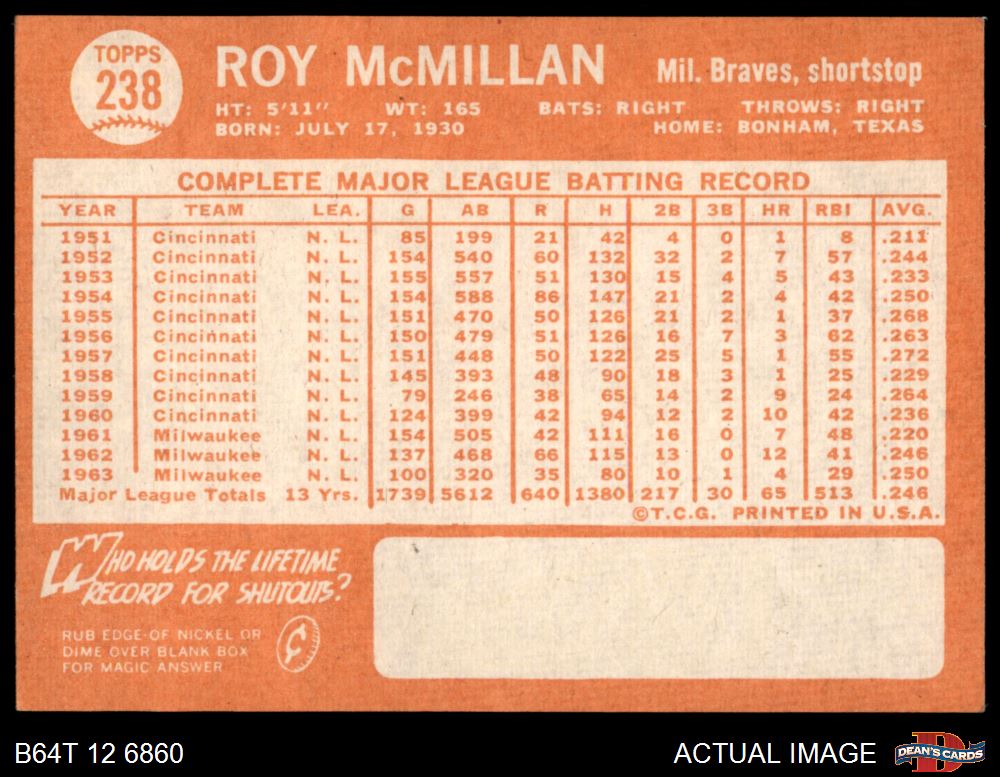 TOPPS
238
ROY McMILLAN
Mil. Braves, shortstop
HT: 5'11" WT: 165 BATS: RIGHT THROWS: RIGHT
BORN: JULY 17, 1930 HOME: BONHAM, TEXAS
COMPLETE MAJOR LEAGUE BATTING RECORD
YEAR TEAM LEA. G AB R H 2B 3B HR RBI AVG.
1951 Cincinnati N. L. 85 199 21 42 4 0 1 8 .211
1952 Cincinnati N. L. 154 540 60 132 32 2 7 57 .244
1953 Cincinnati N. L. 155 557 51 130 15 4 5 43 .233
1954 Cincinnati N. L. 154 588 86 147 21 2 4 42 .250
1955 Cincinnati N. L. 151 470 50 126 21 2 1 37 .268
1956 Cincinnati N. L. 150 479 51 126 16 7 3 62 .263
1957 Cincinnati N. L. 151 448 50 122 25 5 1 55 .272
1958 Cincinnati N. L. 145 393 48 90 18 3 1 25 .229
1959 Cincinnati N. L. 79 246 38 65 14 2 9 24 .264
1960 Cincinnati N. L. 124 399 42 94 12 2 10 42 .236
1961 Milwaukee N. L. 154 505 42 111 16 0 7 48 .220
1962 Milwaukee N. L. 137 468 66 115 13 0 12 41 .246
1963 Milwaukee N. L. 100 320 35 80 10 1 4 29 .250
Major League Totals 13 Yrs. 1739 5612 640 1380 217 30 65 513 .246
©T.C.G. PRINTED IN U.S.A.
WHO HOLDS THE LIFETIME
RECORD FOR SHUTOUTS?
RUB EDGE OF NICKEL OR
DIME OVER BLANK BOX
FOR MAGIC ANSWER
¢
B64T 12 6860
ACTUAL IMAGE
D
DEAN'S CARDS